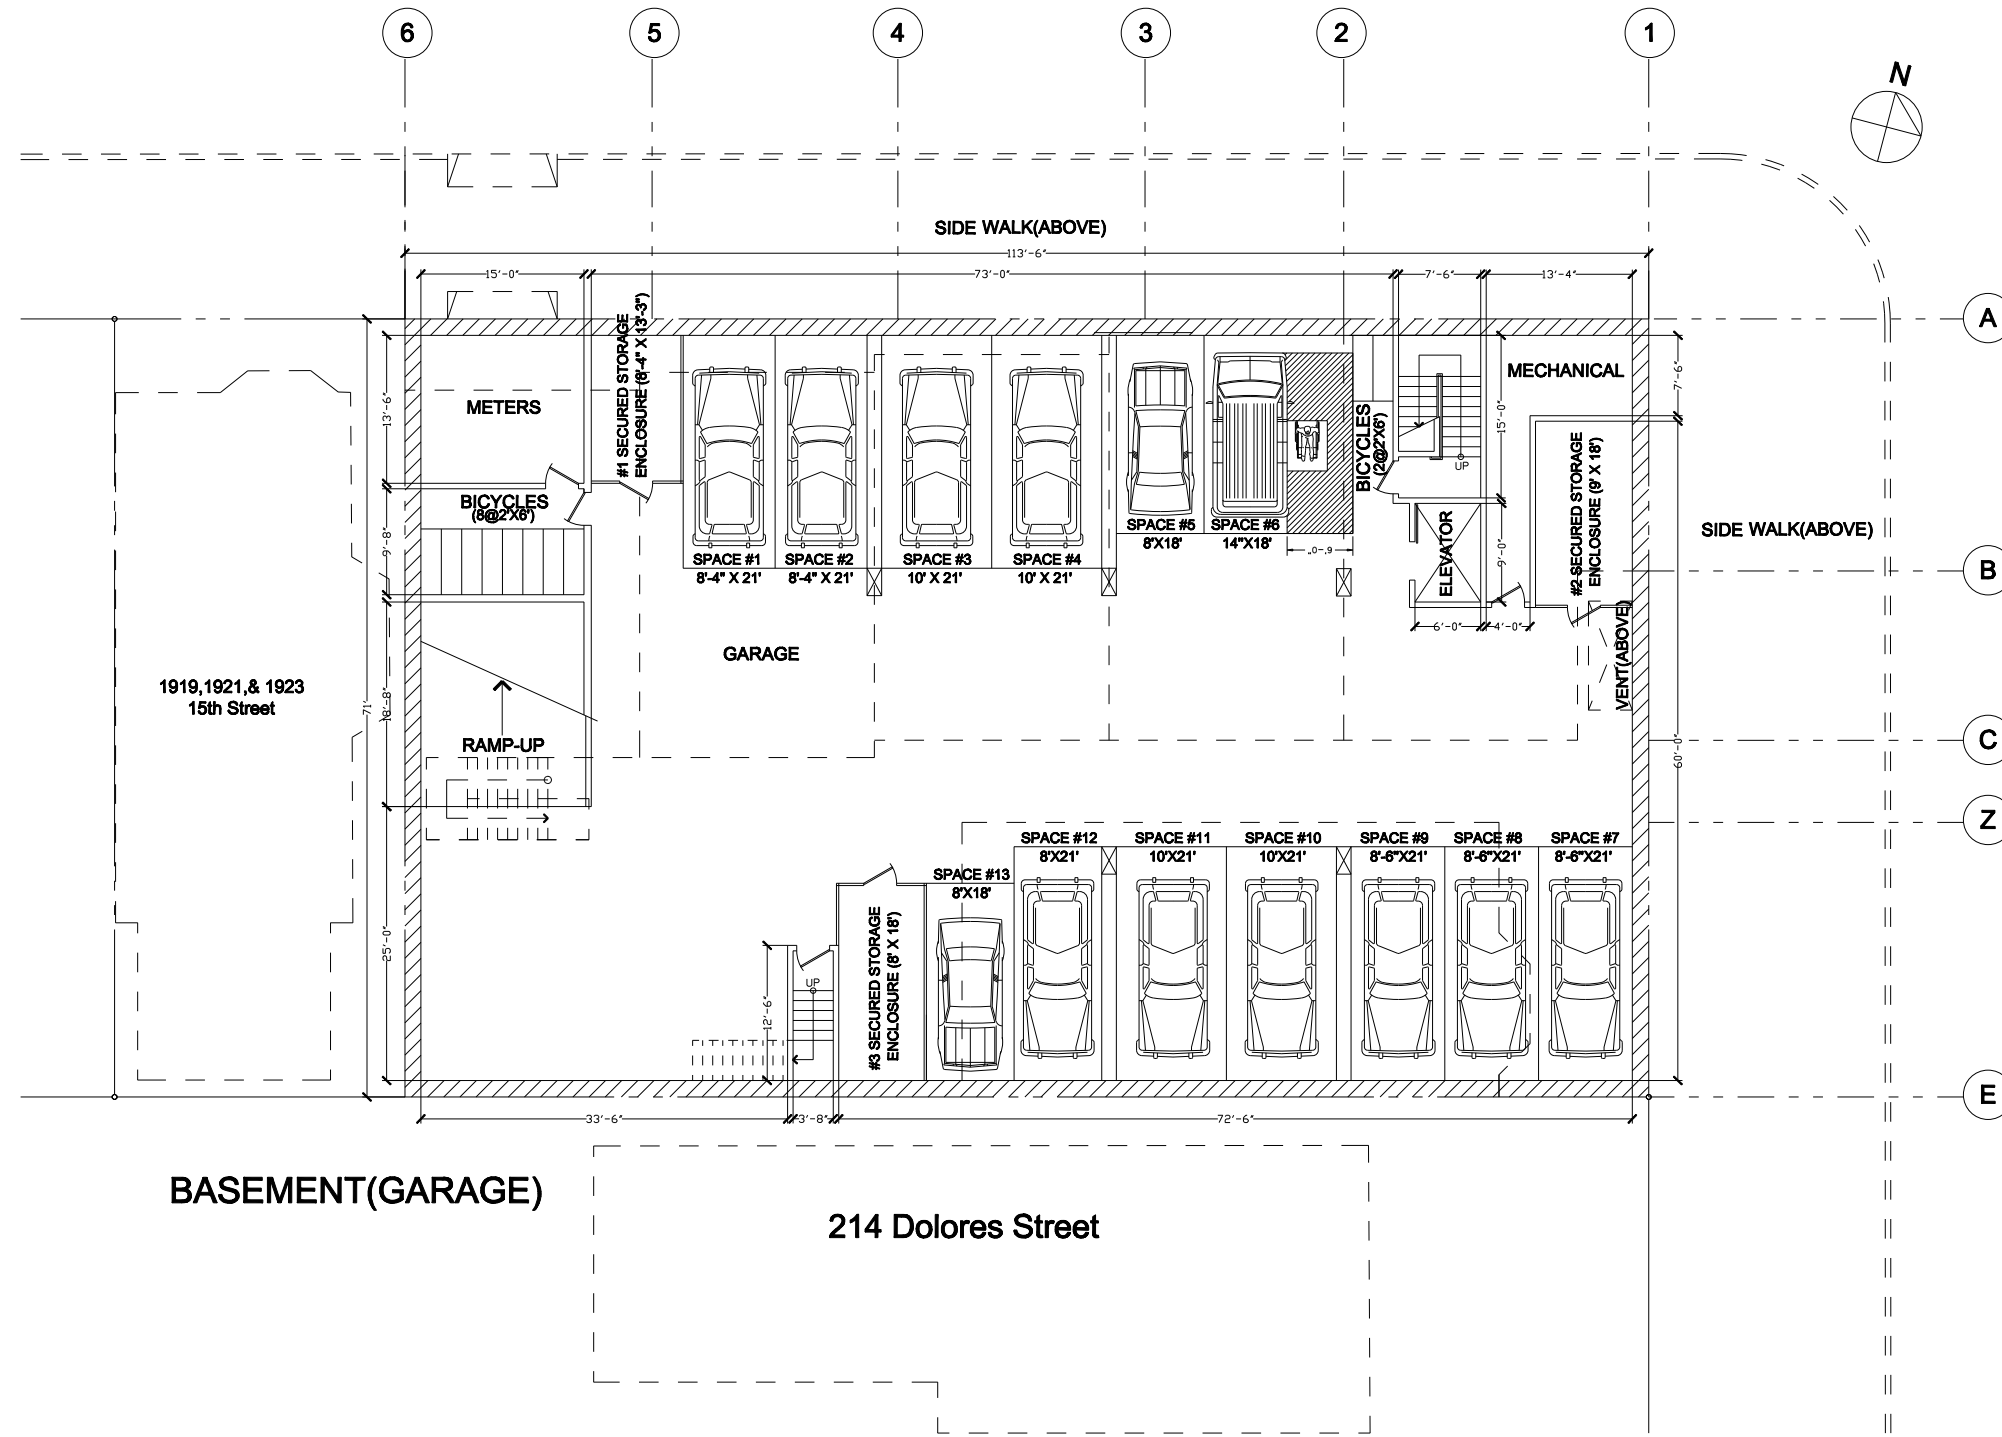 6
5
4
3
2
1
N
SIDE WALK(ABOVE)
113'-6"
15'-0"
73'-0"
7'-6"
13'-4"
A
#1 SECURED STORAGE
ENCLOSURE (8'-4" X 13'-3")
MECHANICAL
7'-6"
METERS
13'-6"
15'-0"
BICYCLES
(2@2'X6')
UP
#2 SECURED STORAGE
ENCLOSURE (9' X 18')
BICYCLES
(8@2'X6')
9'-8"
SPACE #1
8'-4" X 21'
SPACE #2
8'-4" X 21'
SPACE #3
10' X 21'
SPACE #4
10' X 21'
SPACE #5
8'X18'
SPACE #6
14"X18'
6'-0"
ELEVATOR
9'-0"
SIDE WALK(ABOVE)
B
6'-0"
4'-0"
VENT(ABOVE)
GARAGE
1919,1921,& 1923
15th Street
71'
18'-8"
RAMP-UP
60'-0"
C
Z
SPACE #12
8'X21'
SPACE #11
10'X21'
SPACE #10
10'X21'
SPACE #9
8'-6"X21'
SPACE #8
8'-6"X21'
SPACE #7
8'-6"X21'
SPACE #13
8'X18'
#3 SECURED STORAGE
ENCLOSURE (8' X 18')
25'-0"
UP
12'-6"
E
33'-6"
3'-8"
72'-6"
BASEMENT(GARAGE)
214 Dolores Street